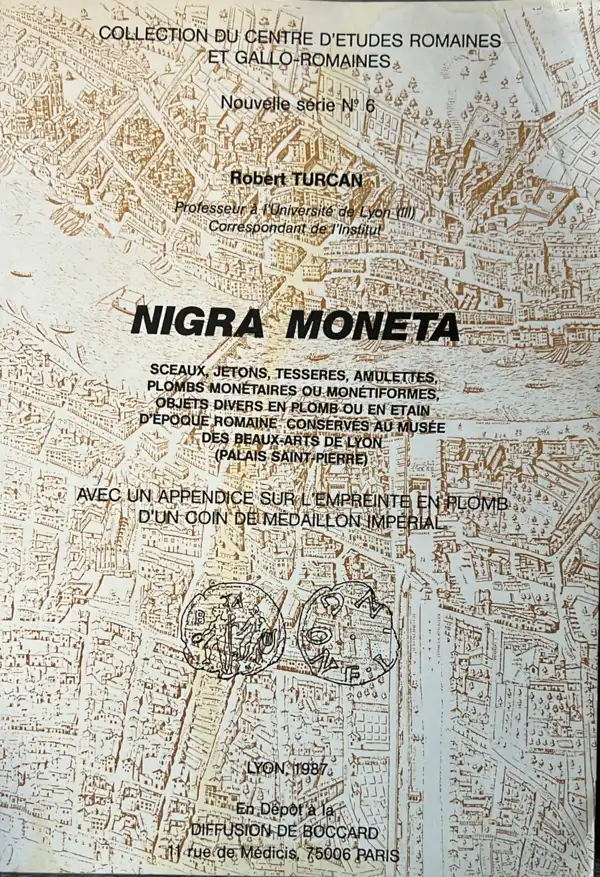 COLLECTION DU CENTRE D'ETUDES ROMAINES
ET GALLO-ROMAINES
Nouvelle série N° 6
Robert TURCAN
Professeur à l'Université de Lyon (III)
Correspondant de l'Institut
NIGRA MONETA
SCEAUX, JETONS, TESSERES, AMULETTES,
PLOMBS MONÉTAIRES OU MONÉTIFORMES,
OBJETS DIVERS EN PLOMB OU EN ETAIN
D'ÉPOQUE ROMAINE CONSERVÉS AU MUSÉE
DES BEAUX-ARTS DE LYON
(PALAIS SAINT-PIERRE)
AVEC UN APPENDICE SUR L'EMPREINTE EN PLOMB
D'UN COIN DE MÉDAILLON IMPÉRIAL
LYON, 1987
En Dépôt à la
DIFFUSION DE BOCCARD
11 rue de Médicis, 75006 PARIS